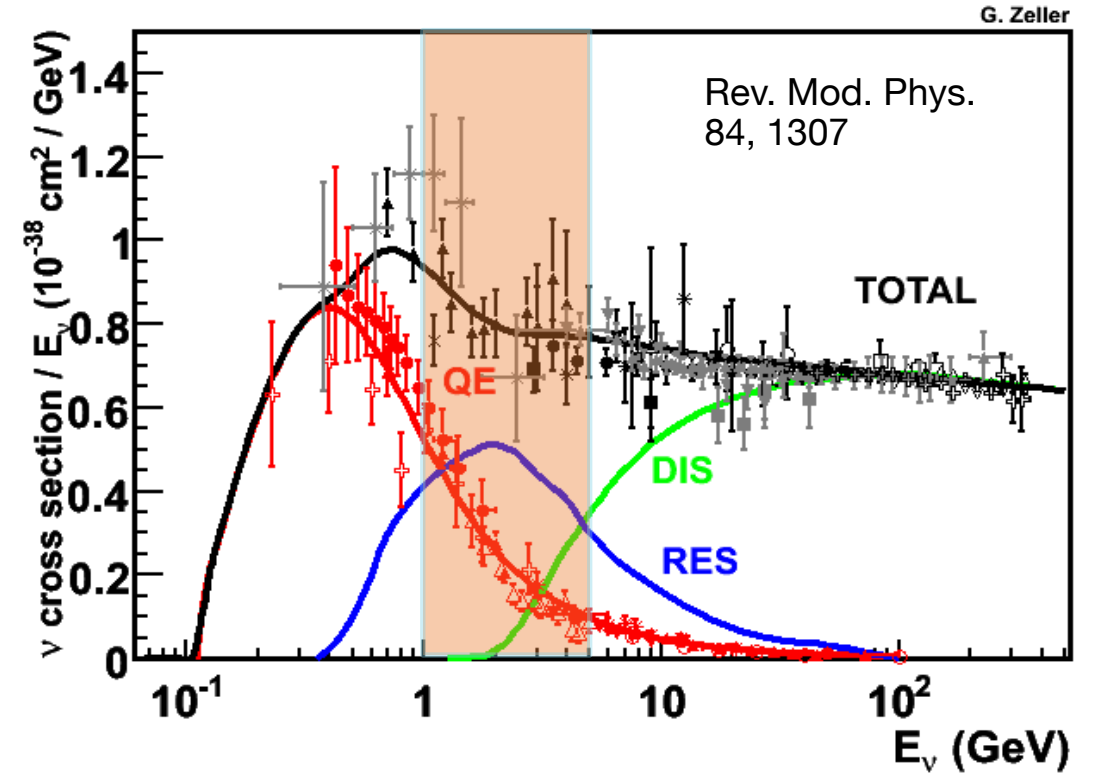 G. Zeller
Rev. Mod. Phys.
84, 1307
ν cross section / Eν (10⁻³⁸ cm² / GeV)
1.4
1.2
1
0.8
0.6
0.4
0.2
0
TOTAL
QE
DIS
RES
10⁻¹
1
10
10²
Eν (GeV)